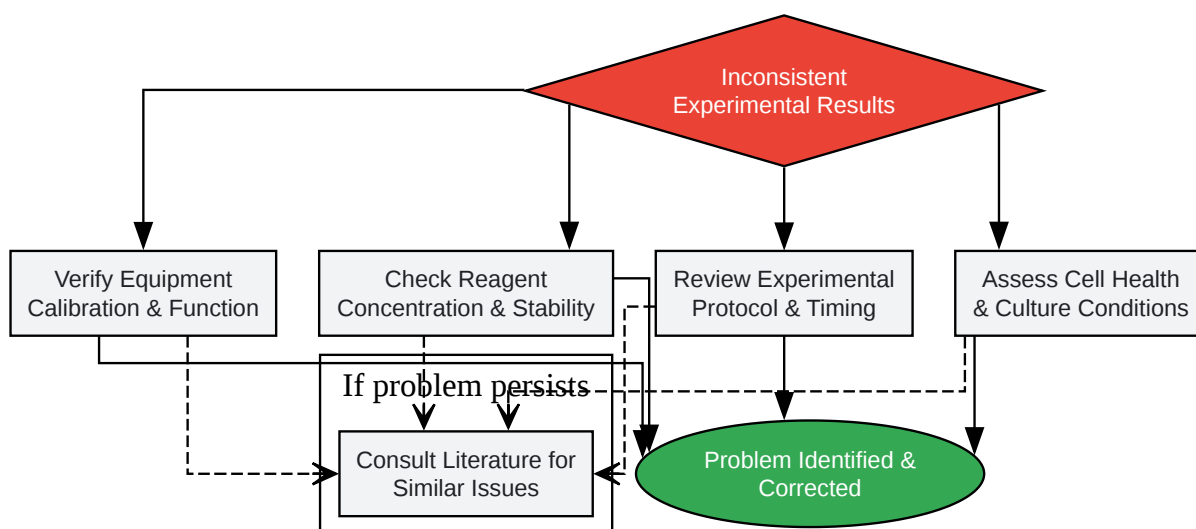 Inconsistent
Experimental Results
Verify Equipment
Calibration & Function
Check Reagent
Concentration & Stability
Review Experimental
Protocol & Timing
Assess Cell Health
& Culture Conditions
If problem persists
Consult Literature for
Similar Issues
Problem Identified &
Corrected